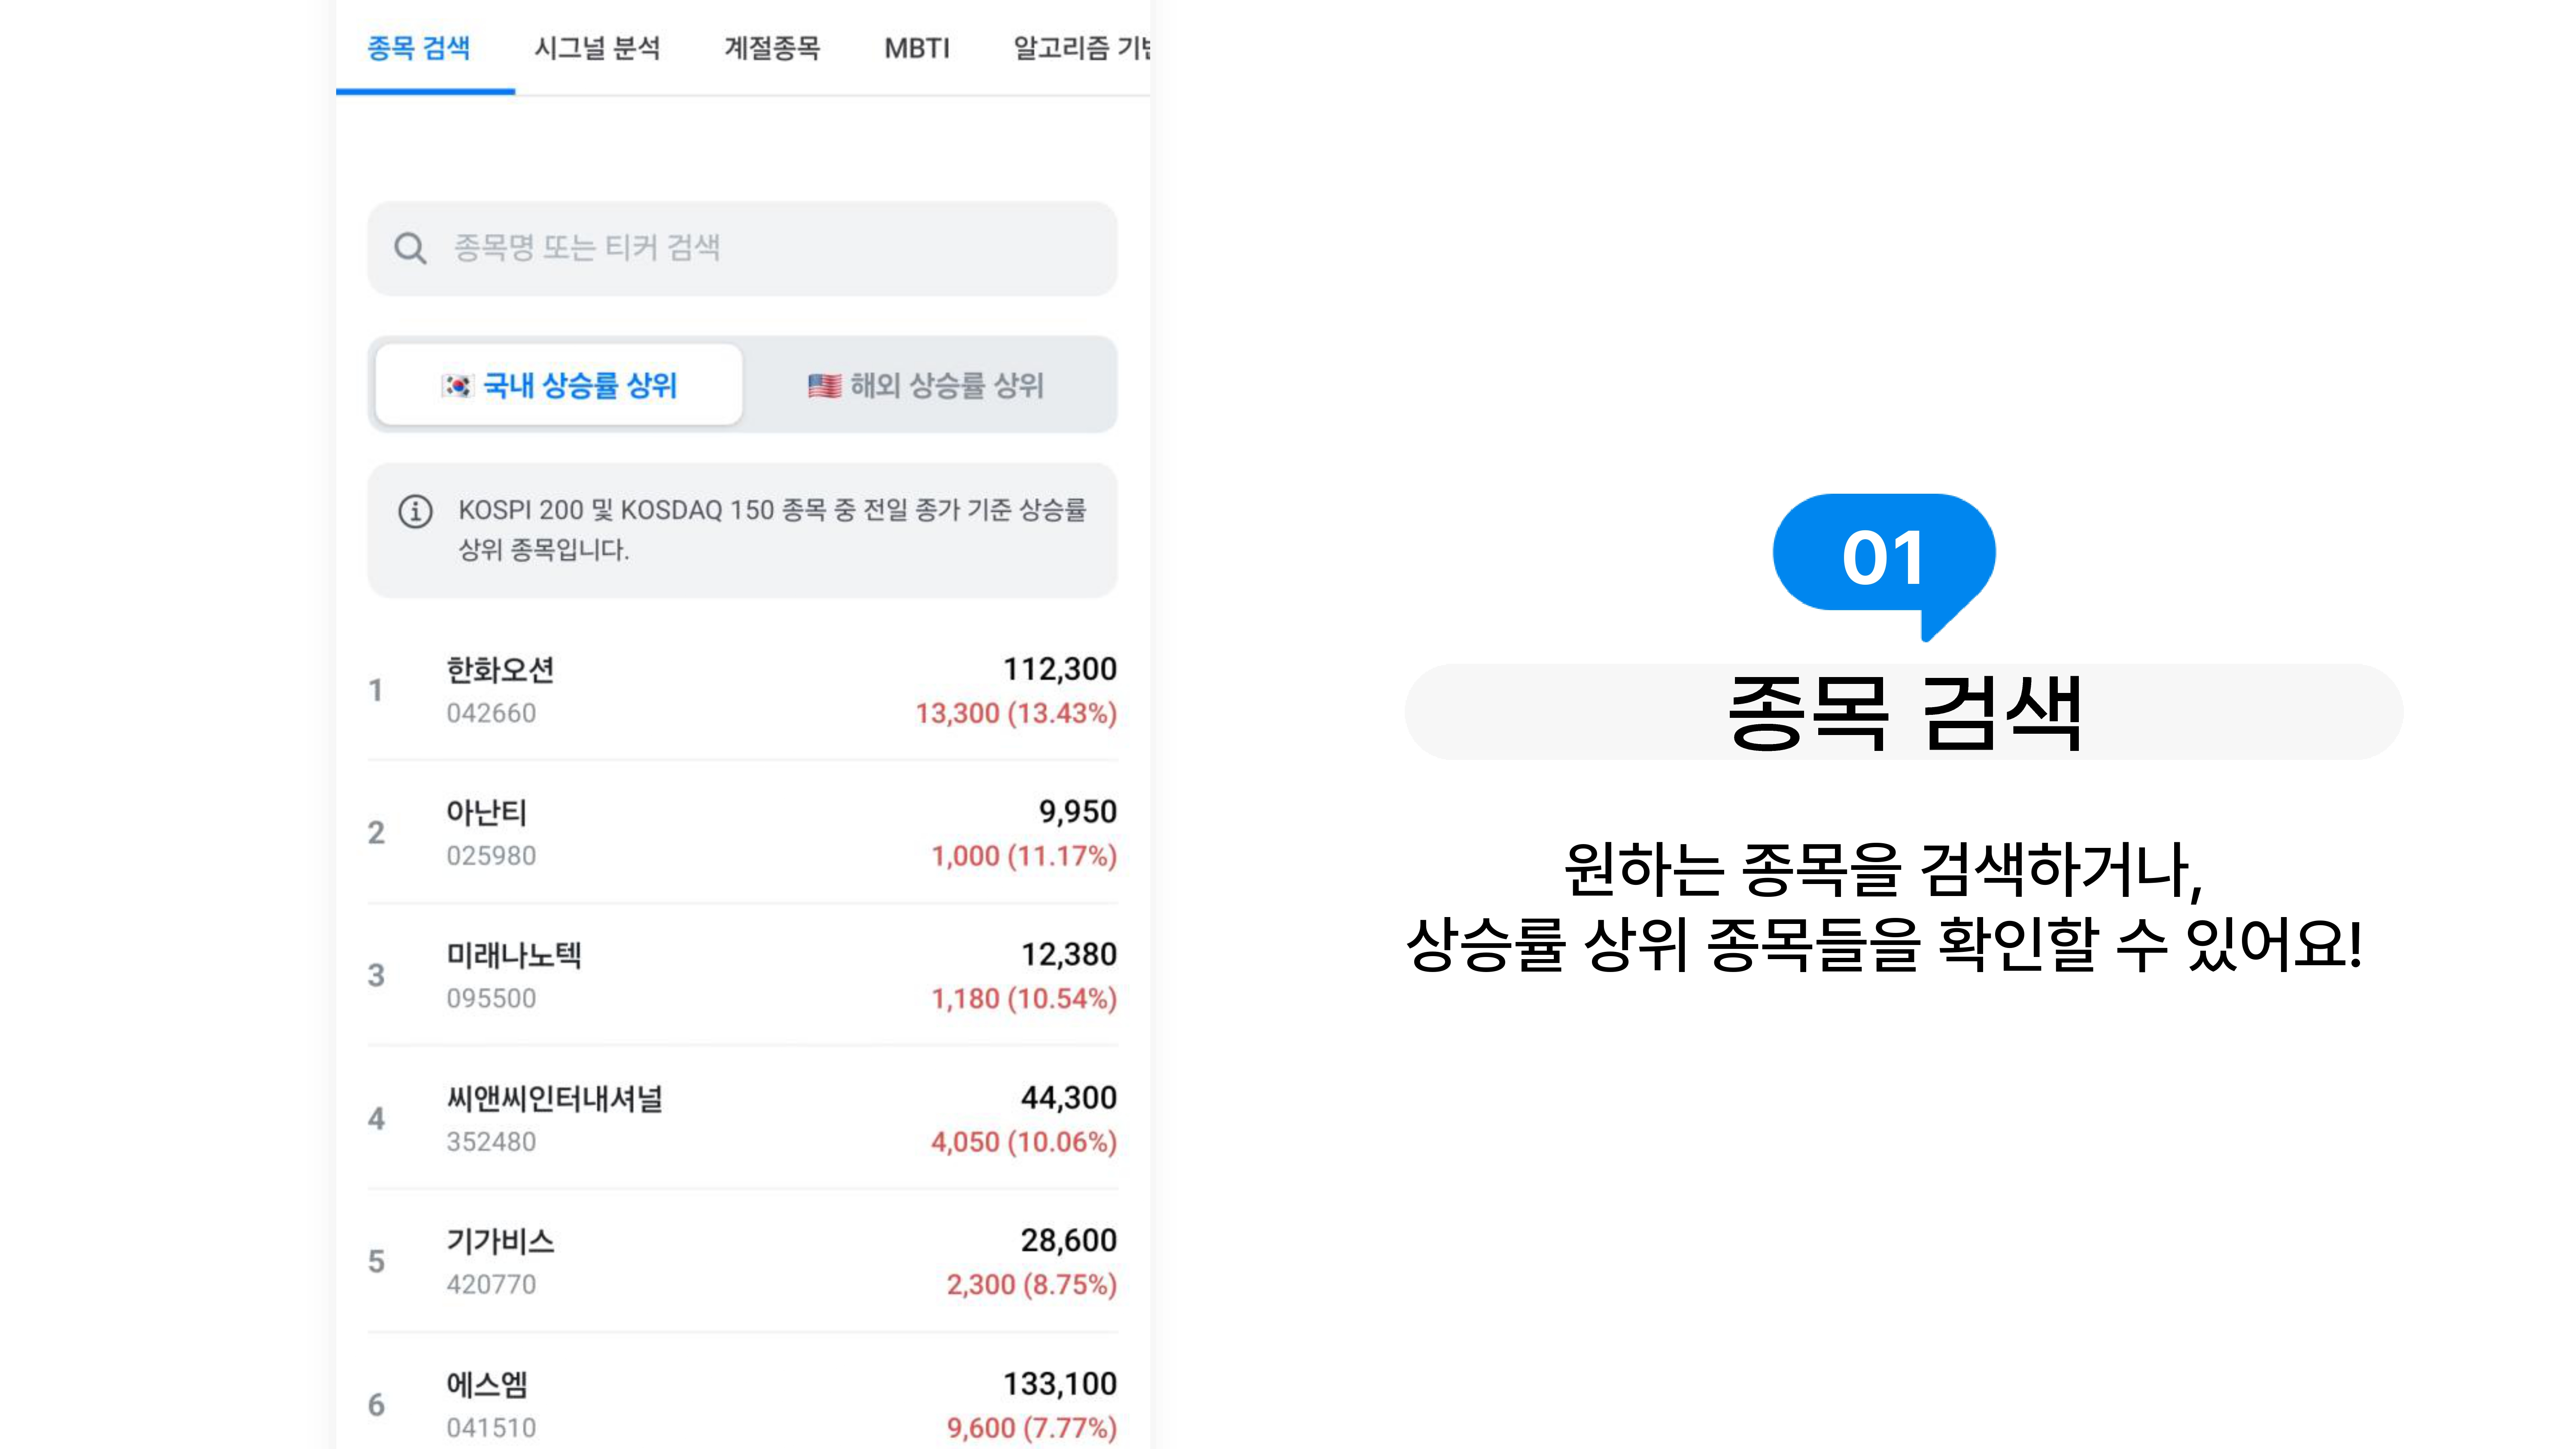 종목 검색 시그널 분석 계절종목 MBTI 알고리즘
종목명 또는 티커 검색
국내 상승률 상위 해외 상승률 상위
KOSPI 200 및 KOSDAQ 150 종목 중 전일 종가 기준 상승률
상위 종목입니다.
1 한화오션 112,300
042660 13,300 (13.43%)
2 아난티 9,950
025980 1,000 (11.17%)
3 미래나노텍 12,380
095500 1,180 (10.54%)
4 씨앤씨인터내셔널 44,300
352480 4,050 (10.06%)
5 기가비스 28,600
420770 2,300 (8.75%)
6 에스엠 133,100
041510 9,600 (7.77%)
01
종목 검색
원하는 종목을 검색하거나,
상승률 상위 종목들을 확인할 수 있어요!